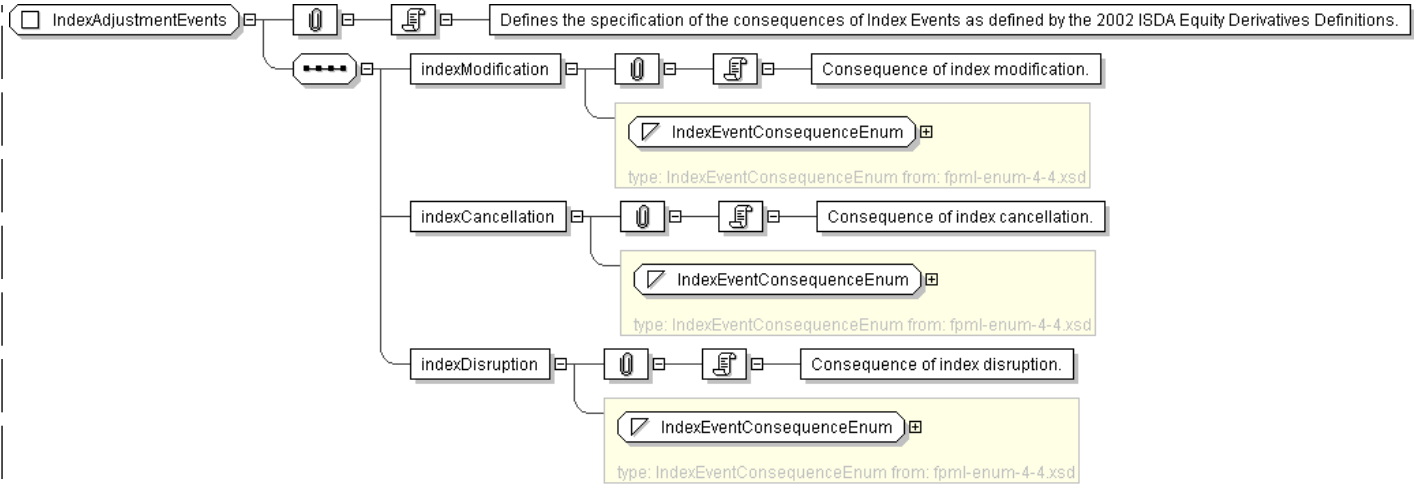 IndexAdjustmentEvents
Defines the specification of the consequences of Index Events as defined by the 2002 ISDA Equity Derivatives Definitions.
indexModification
Consequence of index modification.
IndexEventConsequenceEnum
type: IndexEventConsequenceEnum from: fpml-enum-4-4.xsd
indexCancellation
Consequence of index cancellation.
IndexEventConsequenceEnum
type: IndexEventConsequenceEnum from: fpml-enum-4-4.xsd
indexDisruption
Consequence of index disruption.
IndexEventConsequenceEnum
type: IndexEventConsequenceEnum from: fpml-enum-4-4.xsd